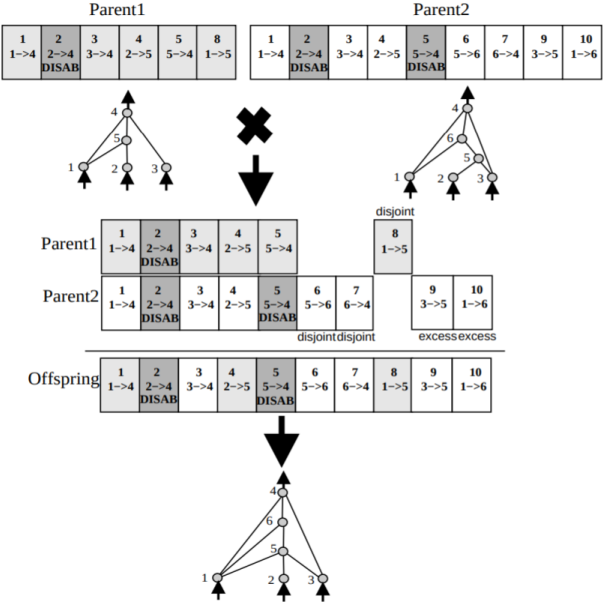 Parent1
Parent2
1 2 3 4 5 8
1−>4 2−>4 3−>4 2−>5 5−>4 1−>5
DISAB
1 2 3 4 5 6 7 9 10
1−>4 2−>4 3−>4 2−>5 5−>4 5−>6 6−>4 3−>5 1−>6
DISAB DISAB
4
5
1 2 3
4
6
5
1 2 3
disjoint
Parent1
1 2 3 4 5 8
1−>4 2−>4 3−>4 2−>5 5−>4 1−>5
DISAB
Parent2
1 2 3 4 5 6 7 9 10
1−>4 2−>4 3−>4 2−>5 5−>4 5−>6 6−>4 3−>5 1−>6
DISAB DISAB
disjoint disjoint excess excess
Offspring
1 2 3 4 5 6 7 8 9 10
1−>4 2−>4 3−>4 2−>5 5−>4 5−>6 6−>4 1−>5 3−>5 1−>6
DISAB DISAB
4
6
5
1 2 3